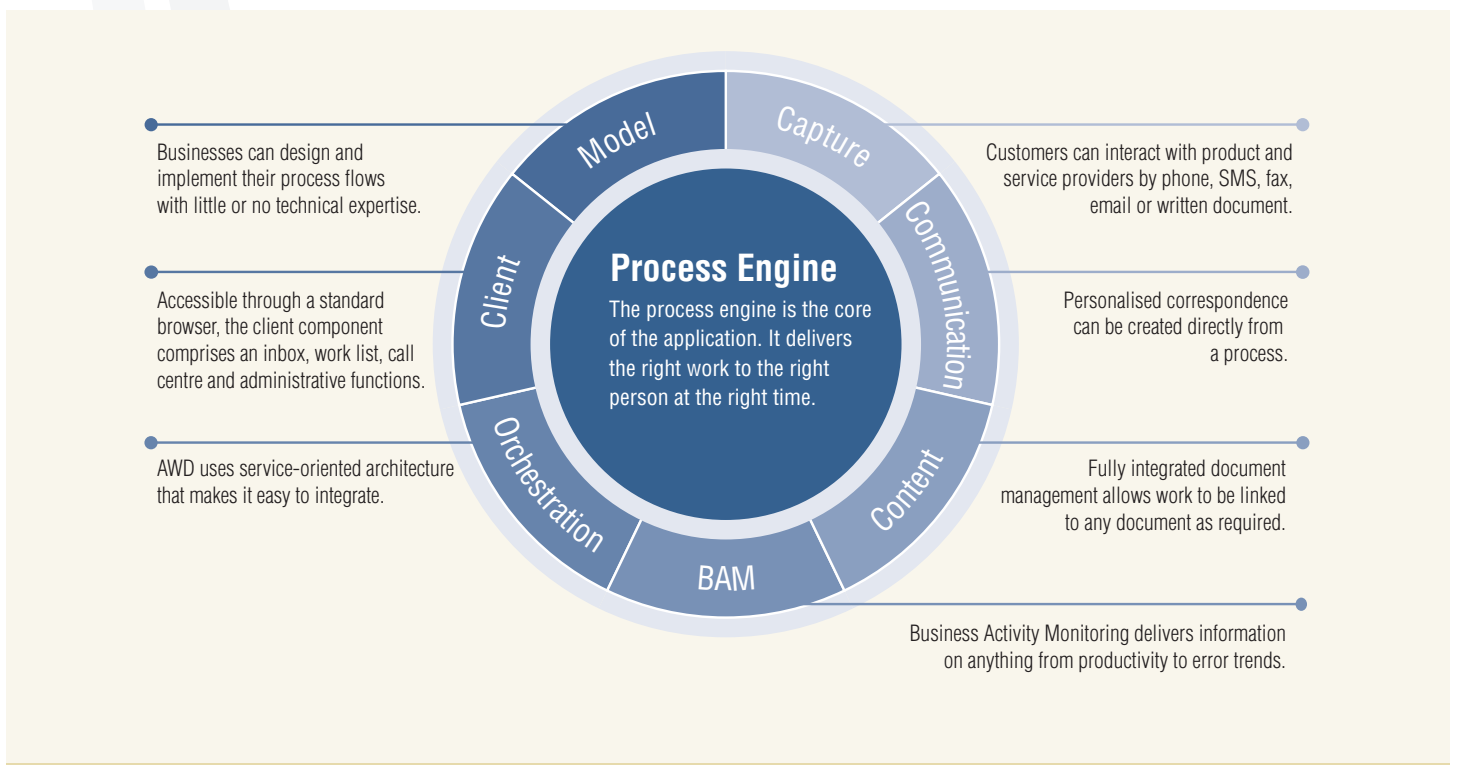 Model
Businesses can design and
implement their process flows
with little or no technical expertise.
Client
Accessible through a standard
browser, the client component
comprises an inbox, work list, call
centre and administrative functions.
Orchestration
AWD uses service-oriented architecture
that makes it easy to integrate.
Process Engine
The process engine is the core
of the application. It delivers
the right work to the right
person at the right time.
Capture
Customers can interact with product and
service providers by phone, SMS, fax,
email or written document.
Communication
Personalised correspondence
can be created directly from
a process.
Content
Fully integrated document
management allows work to be linked
to any document as required.
BAM
Business Activity Monitoring delivers information
on anything from productivity to error trends.